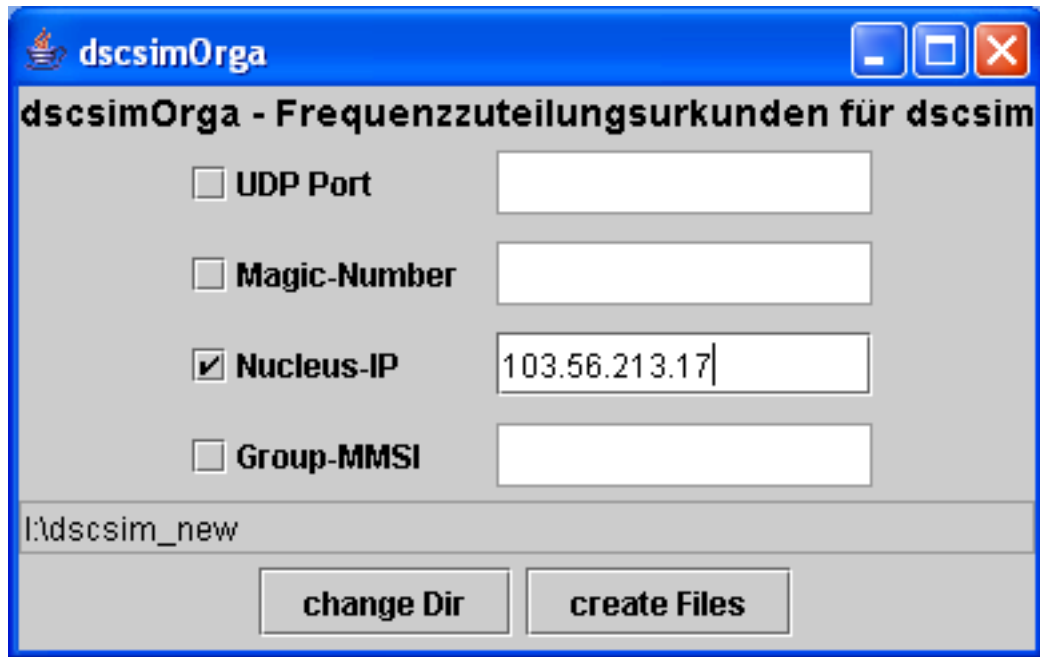 dscsimOrga
dscsimOrga - Frequenzzuteilungsurkunden für dscsim
UDP Port
Magic-Number
Nucleus-IP 103.56.213.17
Group-MMSI
I:\dscsim_new
change Dir create Files